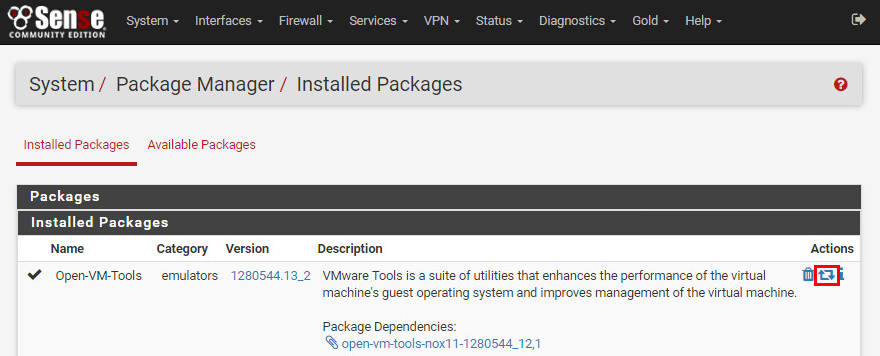 Sense
COMMUNITY EDITION
System Interfaces Firewall Services VPN Status Diagnostics Gold Help
System / Package Manager / Installed Packages
Installed Packages Available Packages
Packages
Installed Packages
Name Category Version Description Actions
Open-VM-Tools emulators 1280544.13_2 VMware Tools is a suite of utilities that enhances the performance of the virtual
machine's guest operating system and improves management of the virtual machine.
Package Dependencies:
open-vm-tools-nox11-1280544_12,1